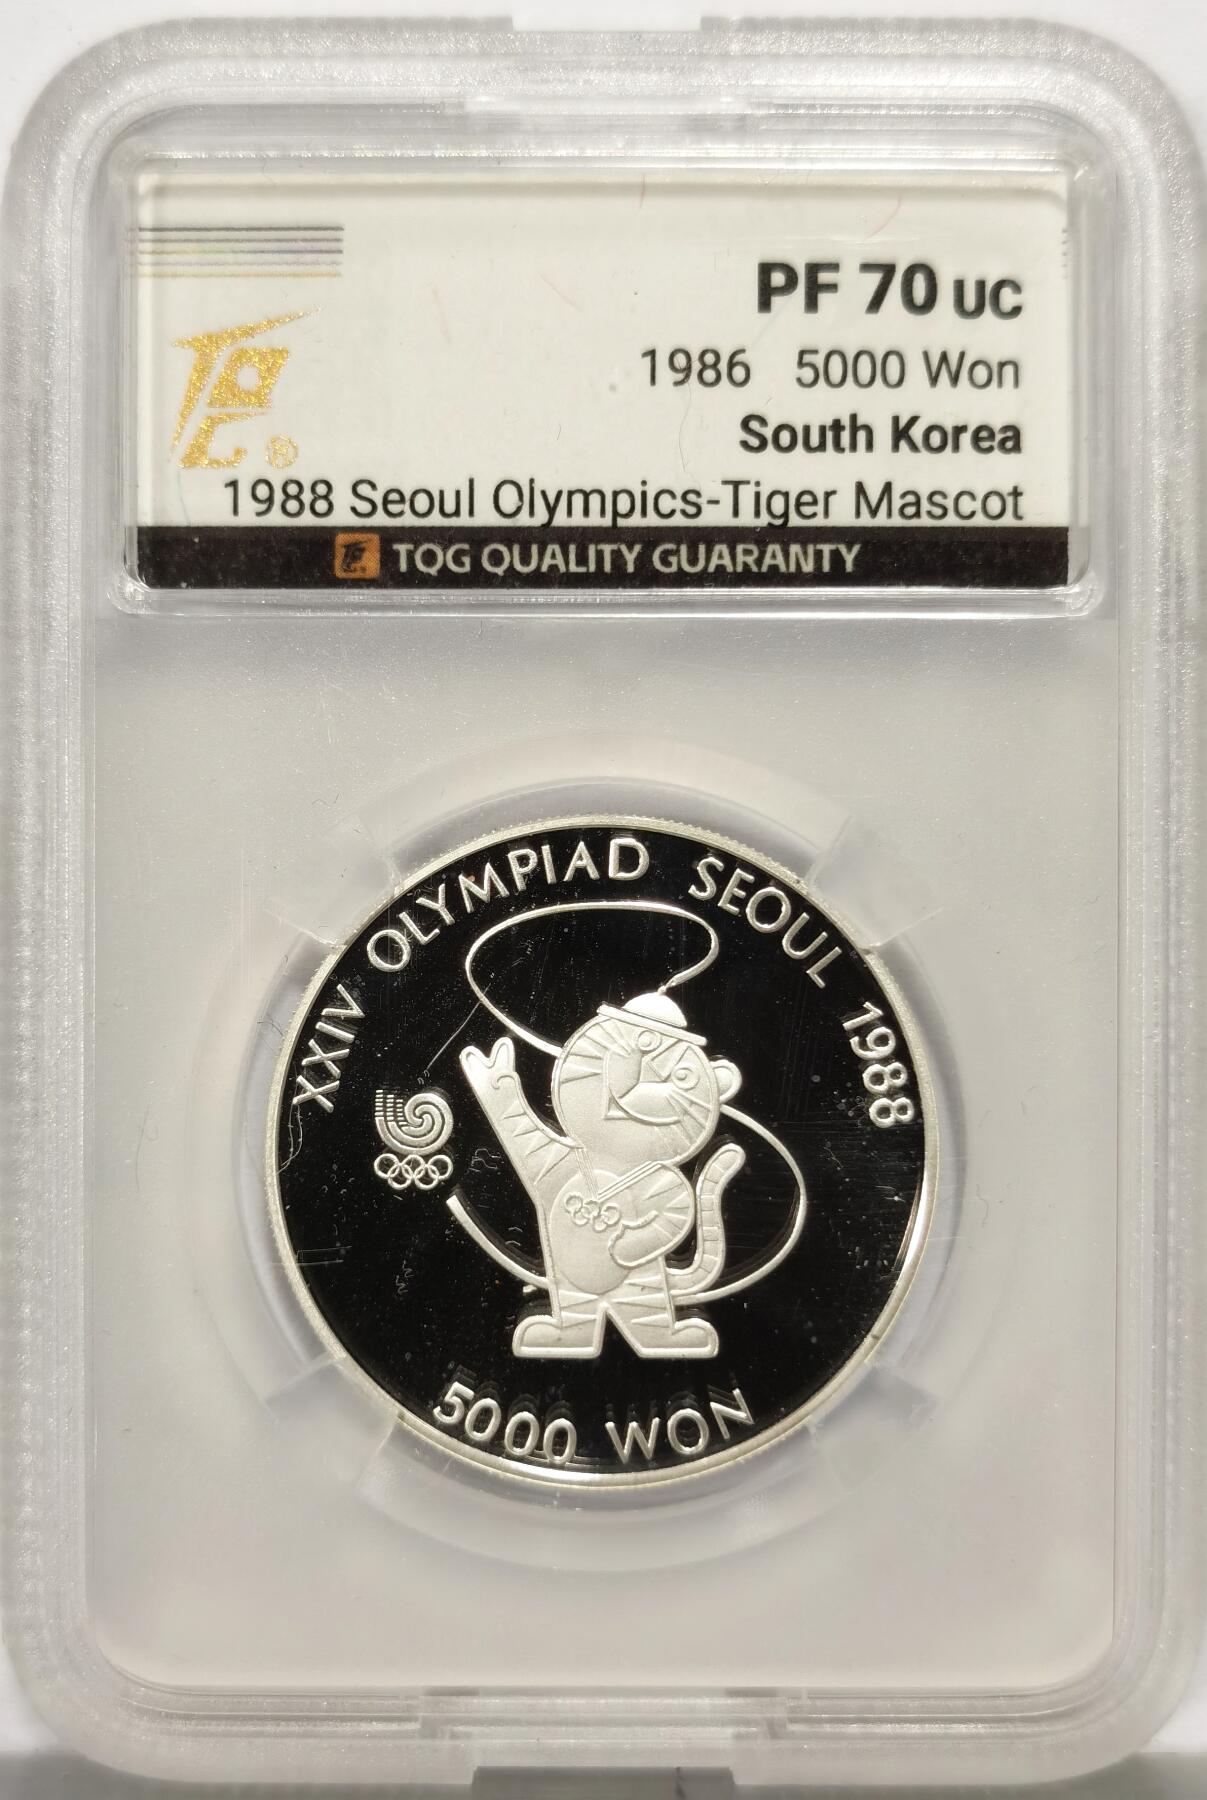 PF 70 UC
1986 5000 Won
South Korea
1988 Seoul Olympics-Tiger Mascot
TQG ®
TQG QUALITY GUARANTY
XXIV OLYMPIAD SEOUL 1988
5000 WON